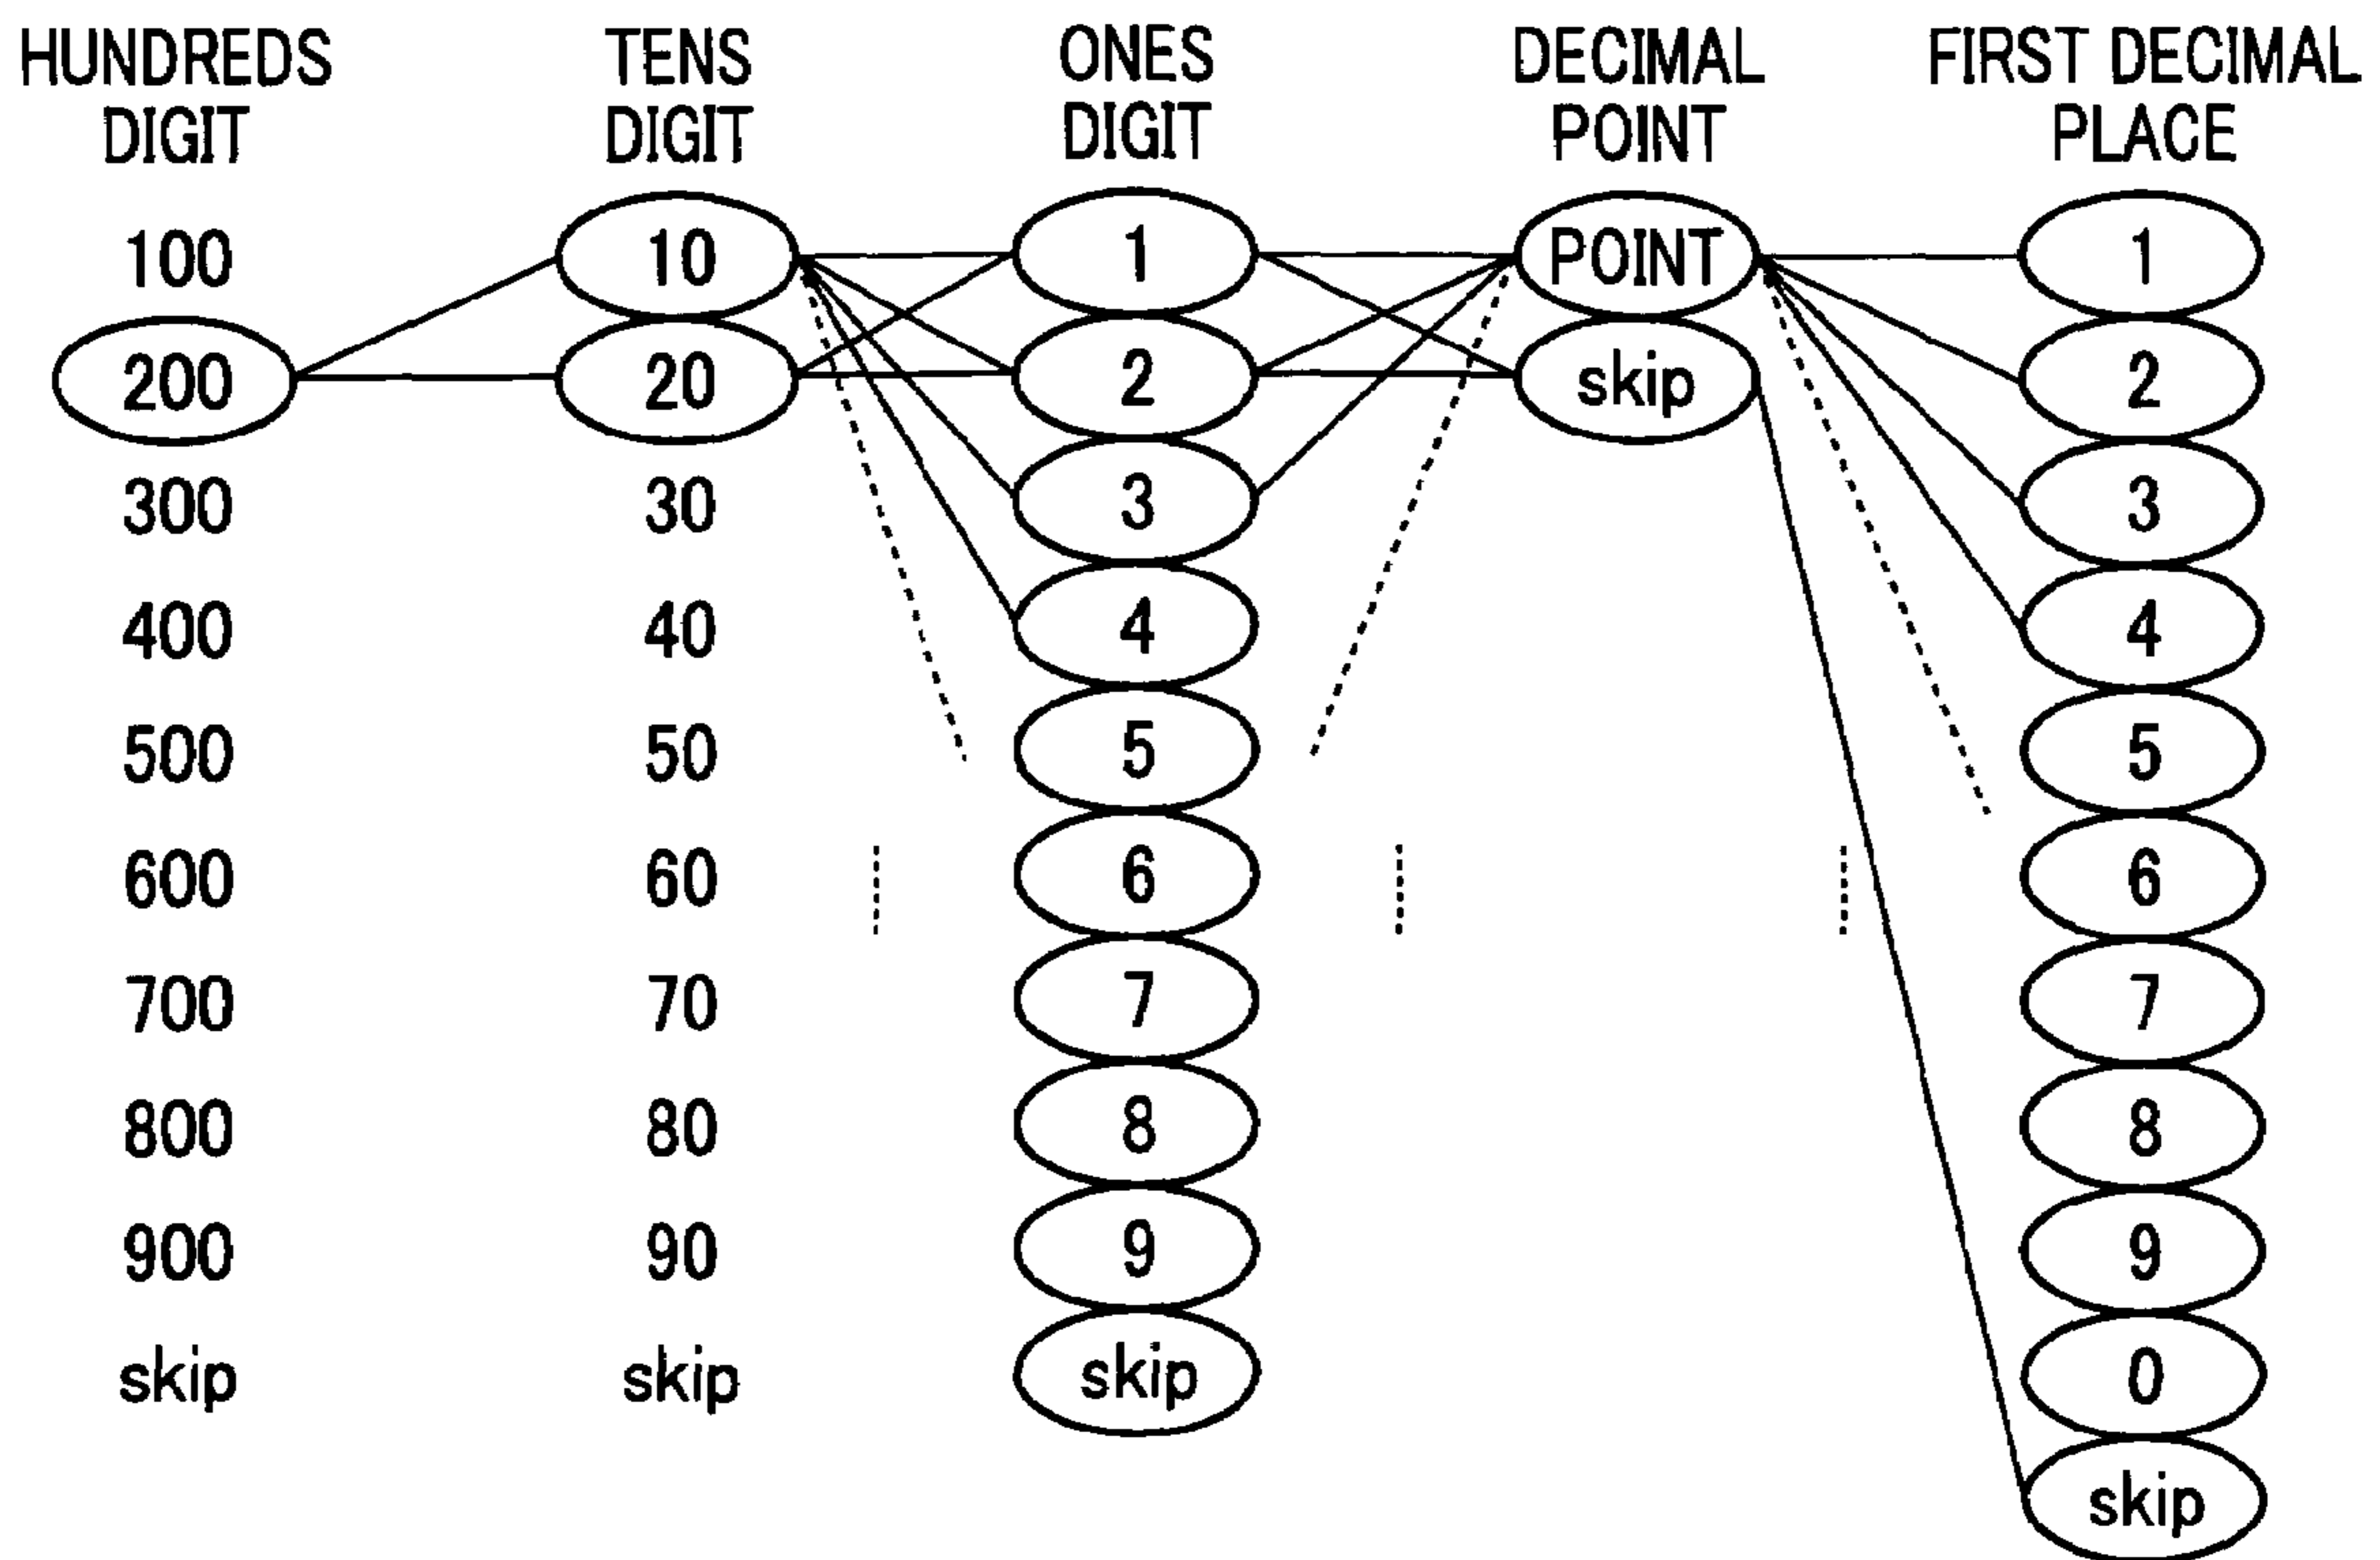 HUNDREDS DIGIT TENS DIGIT ONES DIGIT DECIMAL POINT FIRST DECIMAL PLACE
100 10 1 POINT 1
200 20 2 skip 2
300 30 3 3
400 40 4 4
500 50 5 5
600 60 6 6
700 70 7 7
800 80 8 8
900 90 9 9
skip skip skip 0
skip